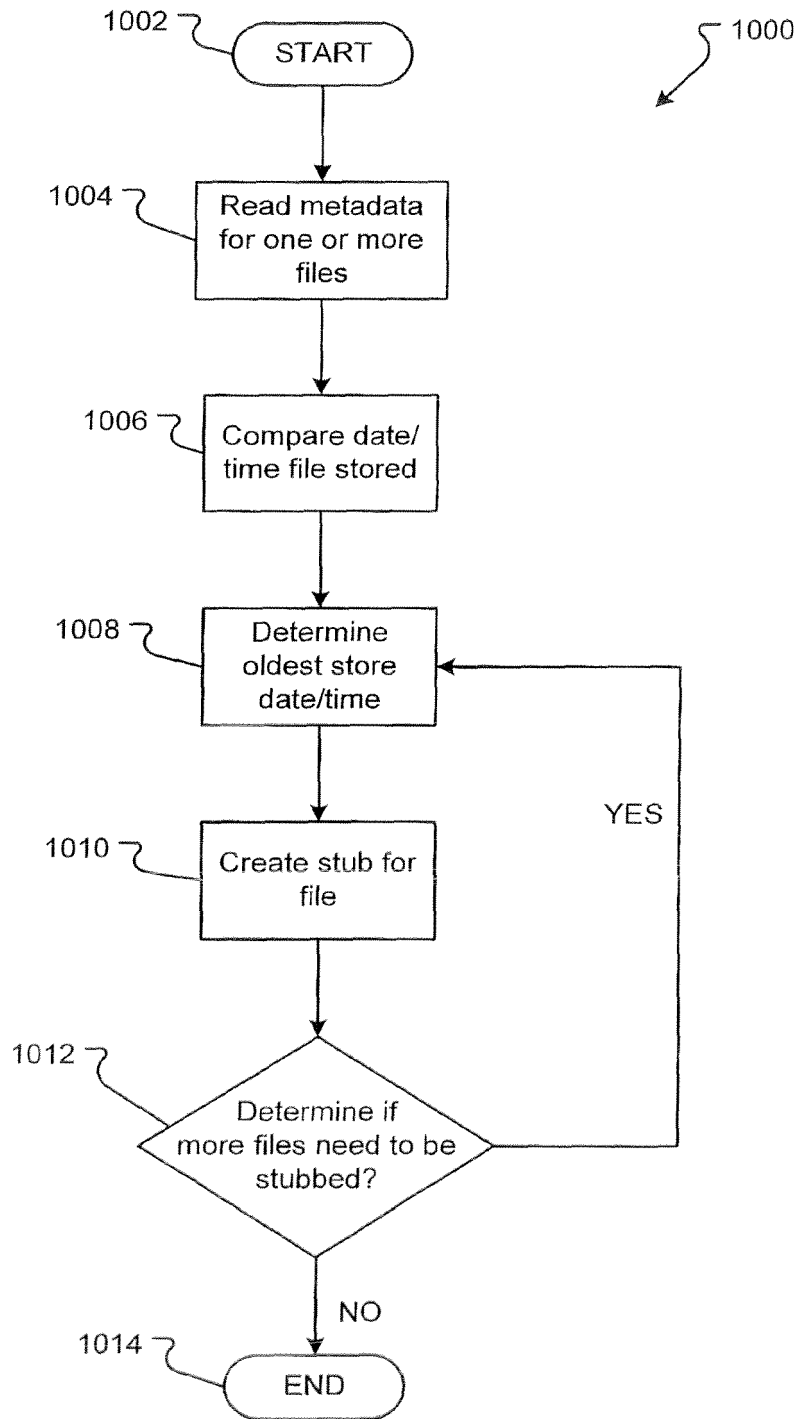 1002
START
1000
1004
Read metadata
for one or more
files
1006
Compare date/
time file stored
1008
Determine
oldest store
date/time
YES
1010
Create stub for
file
1012
Determine if
more files need to be
stubbed?
NO
1014
END